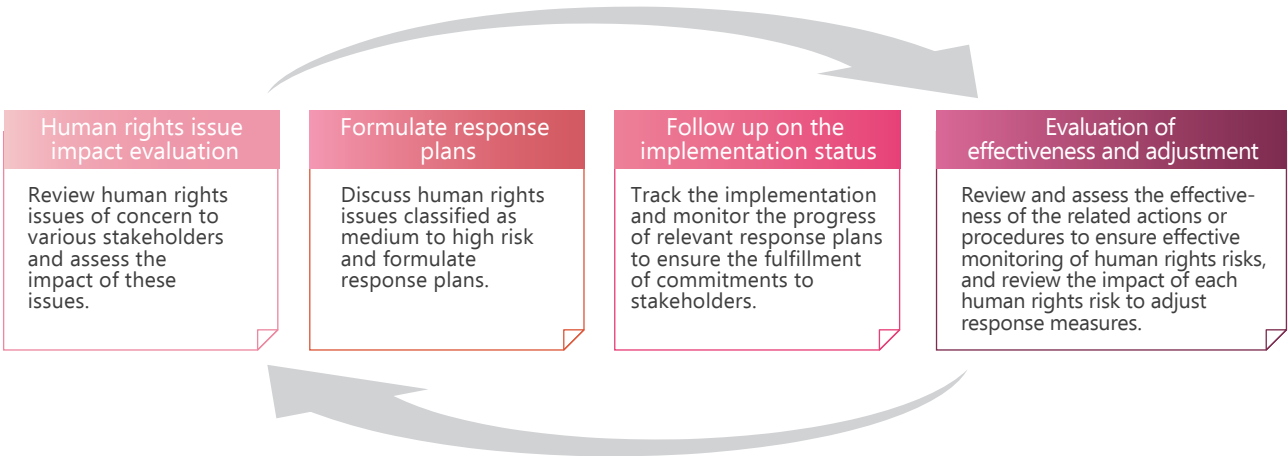 Human rights issue
impact evaluation
Review human rights
issues of concern to
various stakeholders
and assess the
impact of these
issues.
Formulate response
plans
Discuss human rights
issues classified as
medium to high risk
and formulate
response plans.
Follow up on the
implementation status
Track the implementation
and monitor the progress
of relevant response plans
to ensure the fulfillment
of commitments to
stakeholders.
Evaluation of
effectiveness and adjustment
Review and assess the effective-
ness of the related actions or
procedures to ensure effective
monitoring of human rights risks,
and review the impact of each
human rights risk to adjust
response measures.